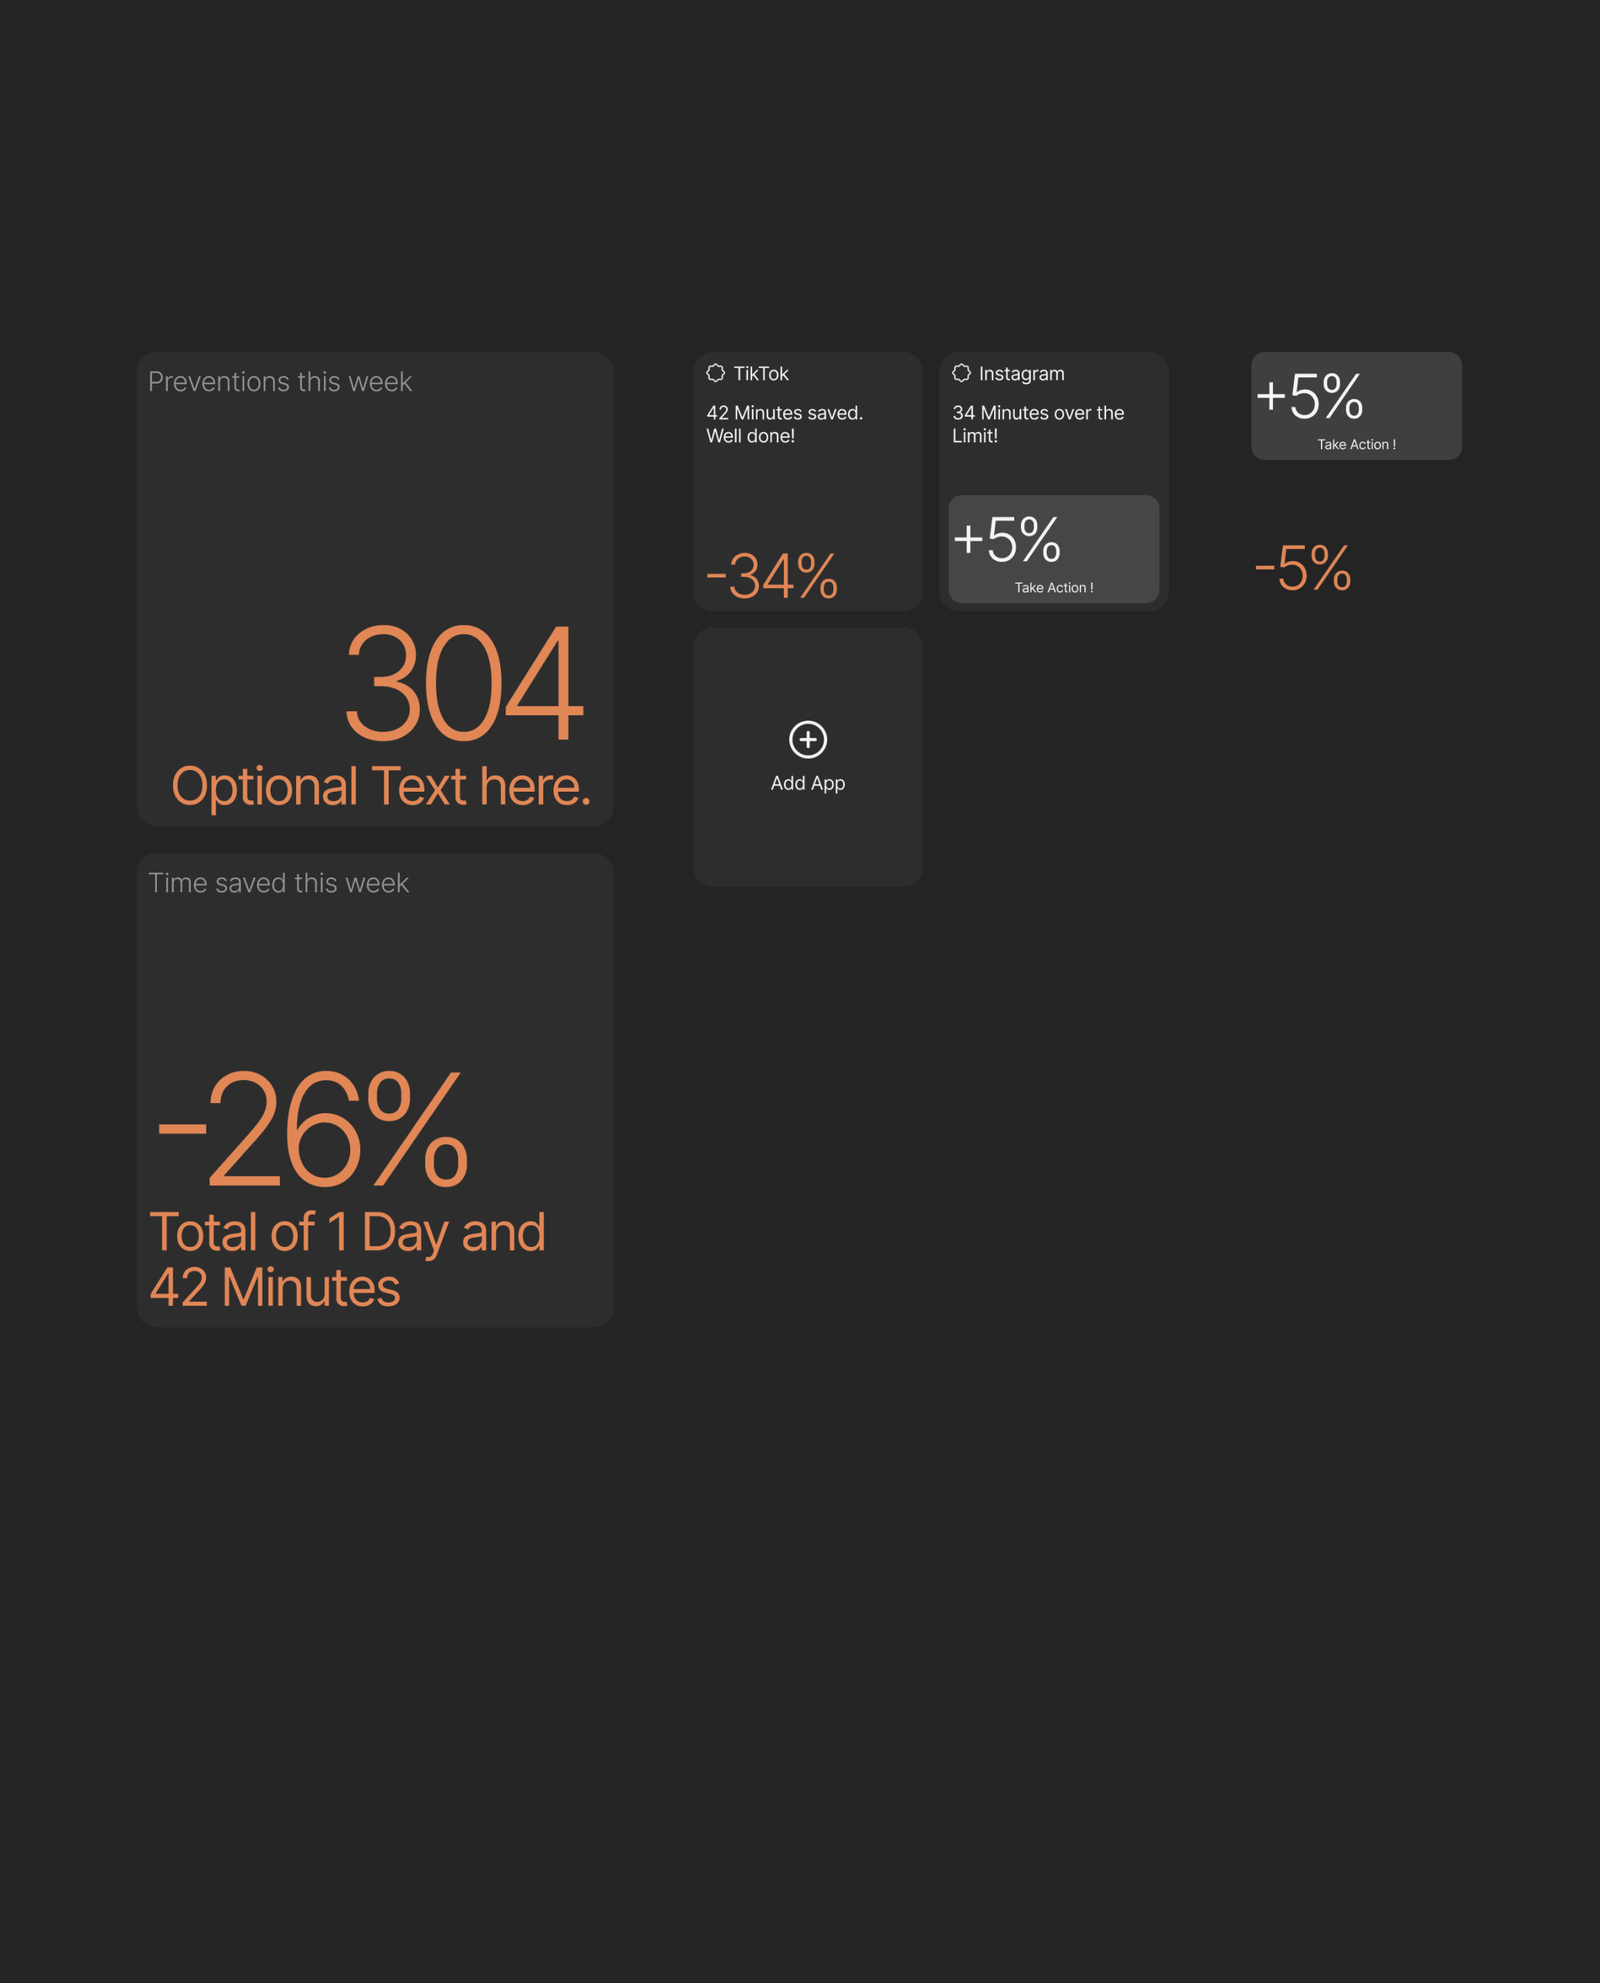 Preventions this week
304
Optional Text here.
Time saved this week
-26%
Total of 1 Day and
42 Minutes
TikTok
42 Minutes saved.
Well done!
-34%
Instagram
34 Minutes over the
Limit!
+5%
Take Action !
Add App
+5%
Take Action !
-5%